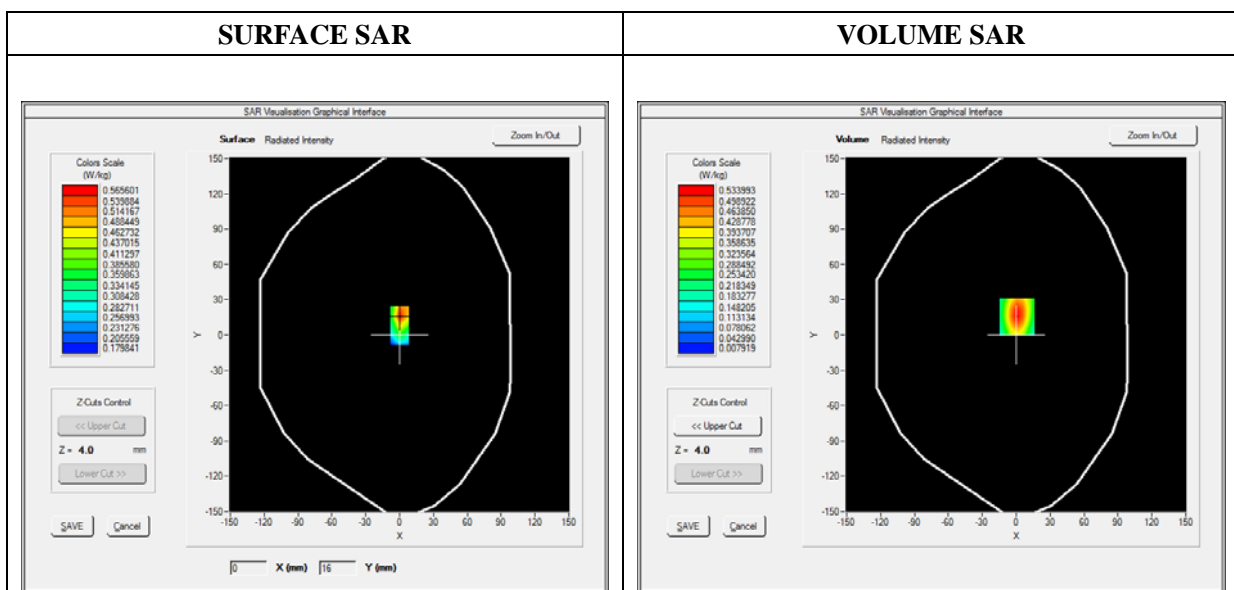 SURFACE SAR
VOLUME SAR
SAR Visualisation Graphical Interface
Surface Radiated Intensity
Zoom In/Out
Colors Scale
(W/kg)
0.565601
0.539884
0.514167
0.488449
0.462732
0.437015
0.411297
0.385580
0.359863
0.334145
0.308428
0.282711
0.256993
0.231276
0.205559
0.179841
Z-Cuts Control
<< Upper Cut
Z = 4.0 mm
Lower Cut >>
SAVE Cancel
150
120
90
60
30
0
-30
-60
-90
-120
-150
Y
-150 -120 -90 -60 -30 0 30 60 90 120 150
X
0 X (mm) 16 Y (mm)
SAR Visualisation Graphical Interface
Volume Radiated Intensity
Zoom In/Out
Colors Scale
(W/kg)
0.533993
0.498922
0.463850
0.428778
0.393707
0.358635
0.323564
0.288492
0.253420
0.218349
0.183277
0.148205
0.113134
0.078062
0.042990
0.007919
Z-Cuts Control
<< Upper Cut
Z = 4.0 mm
Lower Cut >>
SAVE Cancel
150
120
90
60
30
0
-30
-60
-90
-120
-150
Y
-150 -120 -90 -60 -30 0 30 60 90 120 150
X